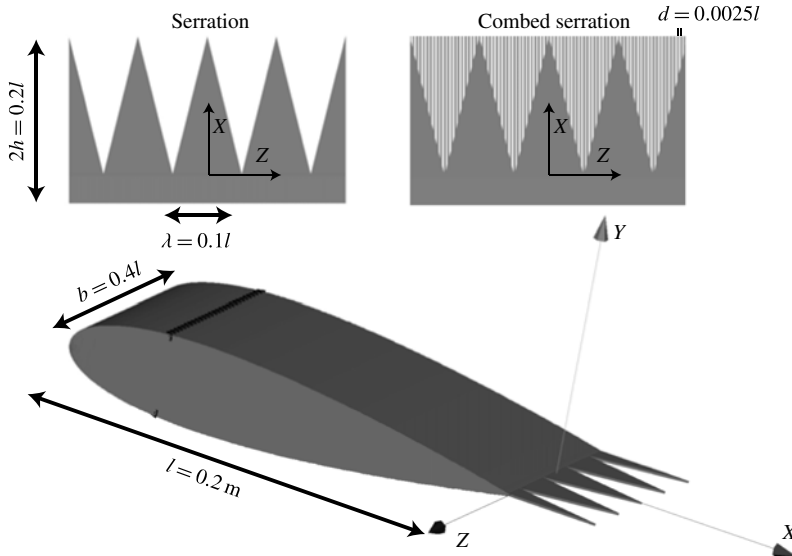 Serration
Combed serration
d = 0.0025l
2h = 0.2l
X
Z
X
Z
λ = 0.1l
Y
b = 0.4l
l = 0.2 m
Z
X